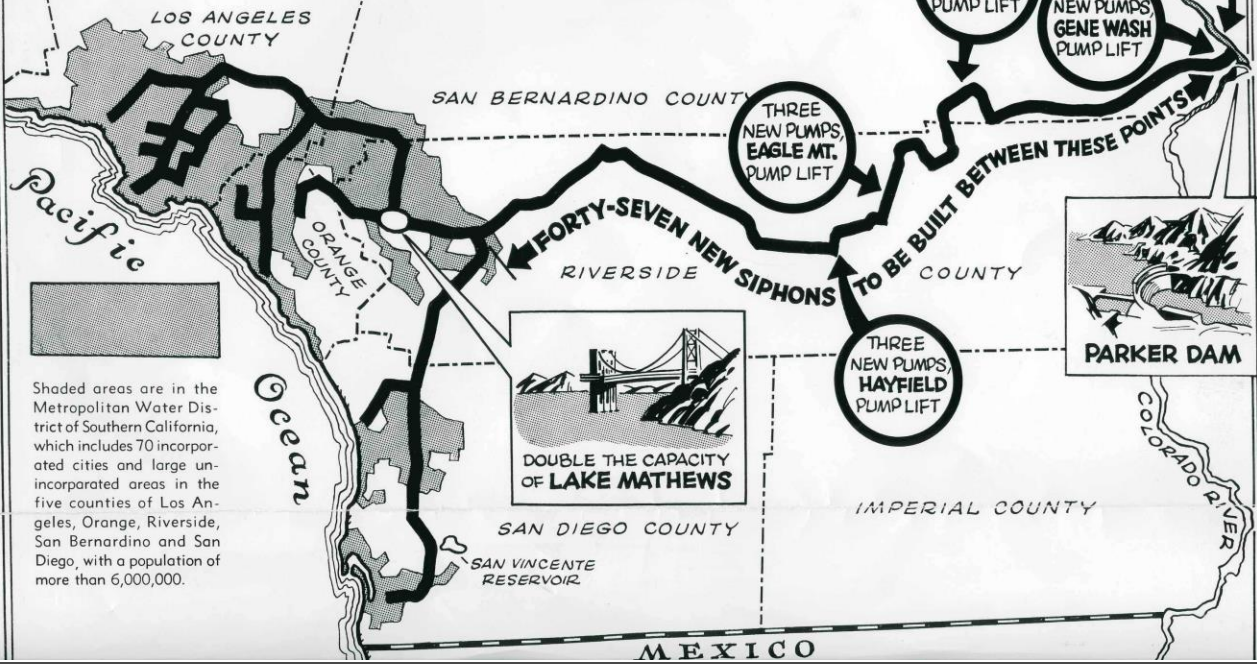 LOS ANGELES
COUNTY
PUMP LIFT
NEW PUMPS,
GENE WASH
PUMP LIFT
SAN BERNARDINO COUNTY
THREE
NEW PUMPS,
EAGLE MT.
PUMP LIFT
FORTY-SEVEN NEW SIPHONS TO BE BUILT BETWEEN THESE POINTS
Pacific
Ocean
ORANGE
COUNTY
RIVERSIDE
COUNTY
THREE
NEW PUMPS,
HAYFIELD
PUMP LIFT
PARKER DAM
Shaded areas are in the
Metropolitan Water Dis-
trict of Southern California,
which includes 70 incorpor-
ated cities and large un-
incorparated areas in the
five counties of Los An-
geles, Orange, Riverside,
San Bernardino and San
Diego, with a population of
more than 6,000,000.
DOUBLE THE CAPACITY
OF LAKE MATHEWS
COLORADO RIVER
SAN DIEGO COUNTY
IMPERIAL COUNTY
SAN VINCENTE
RESERVOIR
MEXICO